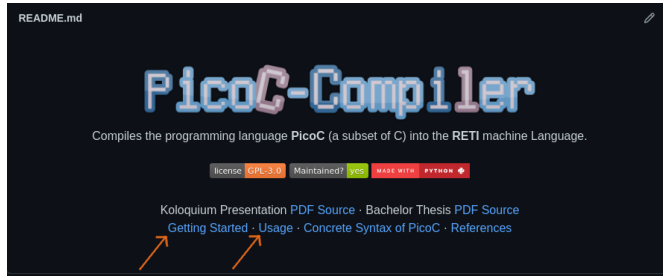 README.md
PicoC-Compiler
Compiles the programming language PicoC (a subset of C) into the RETI machine Language.
license GPL-3.0 Maintained? yes MADE WITH PYTHON
Koloquium Presentation PDF Source · Bachelor Thesis PDF Source
Getting Started · Usage · Concrete Syntax of PicoC · References